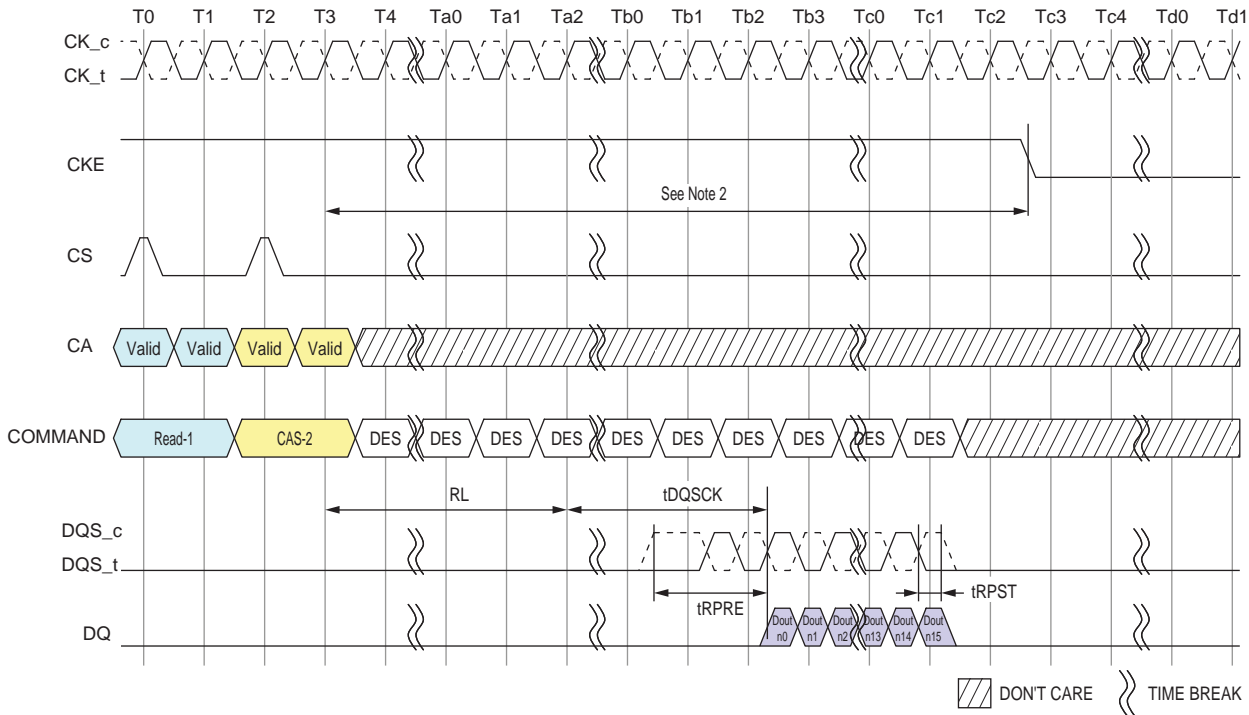 T0 T1 T2 T3 T4 Ta0 Ta1 Ta2 Tb0 Tb1 Tb2 Tb3 Tc0 Tc1 Tc2 Tc3 Tc4 Td0 Td1
CK_c
CK_t
CKE
See Note 2
CS
CA Valid Valid Valid Valid
COMMAND Read-1 CAS-2 DES DES DES DES DES DES DES DES DES DES
RL tDQSCK
DQS_c
DQS_t
tRPRE tRPST
DQ Dout n0 Dout n1 Dout n2 Dout n13 Dout n14 Dout n15
DON'T CARE TIME BREAK